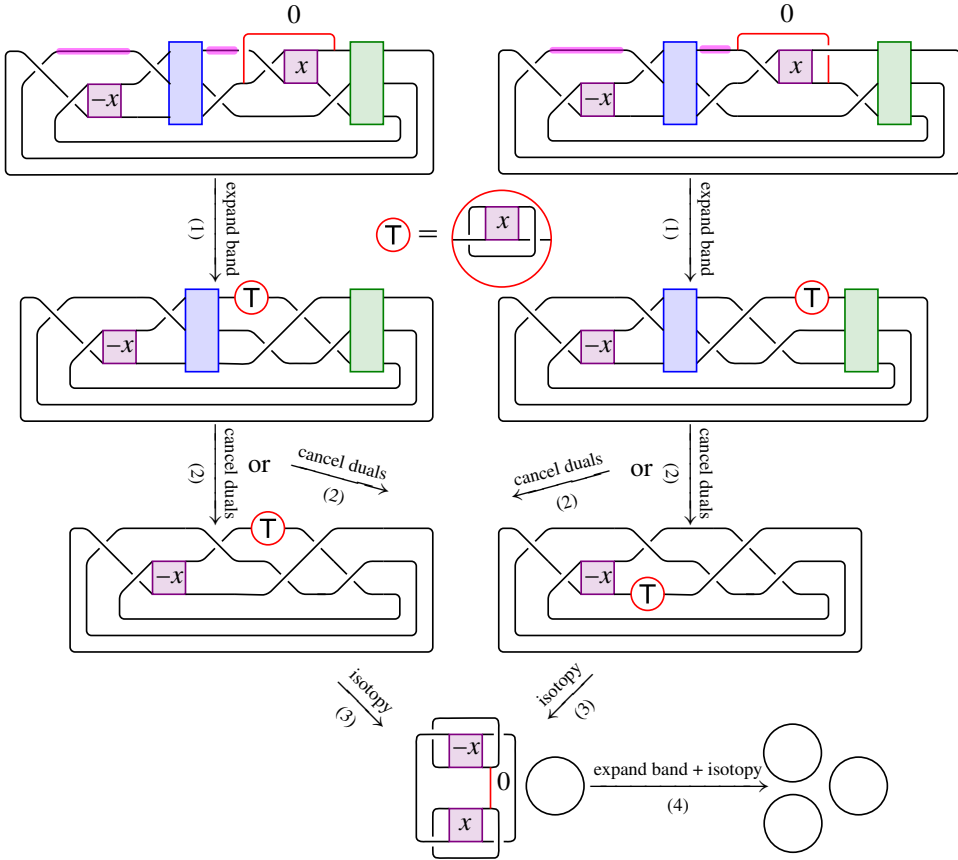 0
0
−x
x
−x
x
expand band
(1)
T = x
expand band
(1)
−x
T
−x
T
cancel duals
(2)
or
cancel duals
(2)
cancel duals
(2)
or
cancel duals
(2)
−x
T
−x
T
isotopy
(3)
isotopy
(3)
−x
0
x
expand band + isotopy
(4)